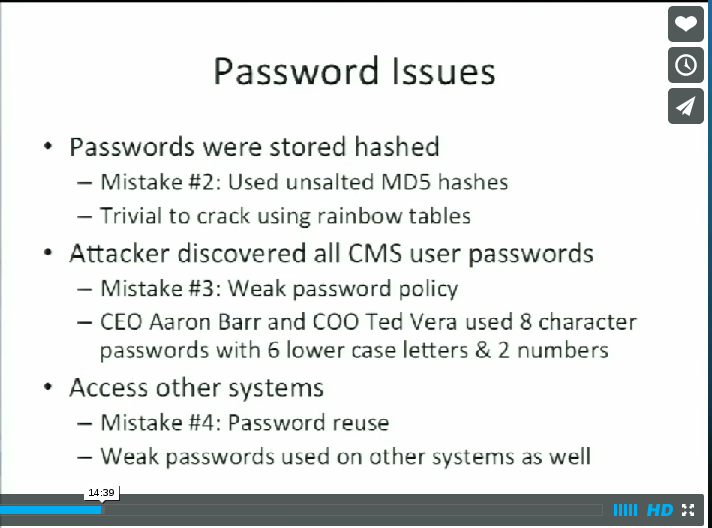 Password Issues
• Passwords were stored hashed
– Mistake #2: Used unsalted MD5 hashes
– Trivial to crack using rainbow tables
• Attacker discovered all CMS user passwords
– Mistake #3: Weak password policy
– CEO Aaron Barr and COO Ted Vera used 8 character
passwords with 6 lower case letters & 2 numbers
• Access other systems
– Mistake #4: Password reuse
– Weak passwords used on other systems as well
14:39
HD